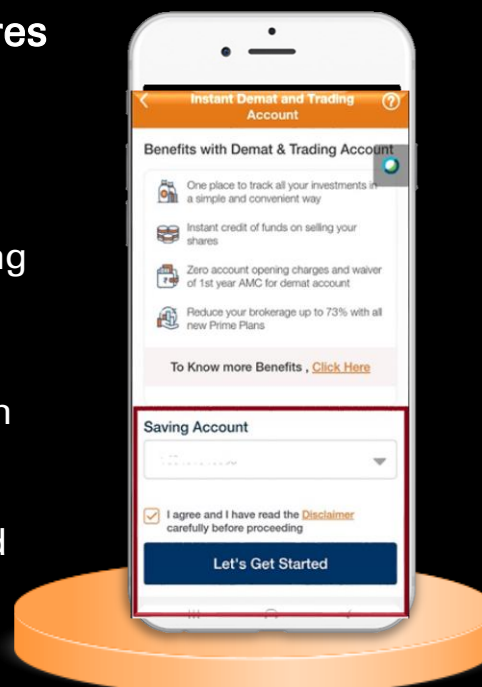 res
ng
n
d
Instant Demat and Trading
Account
Benefits with Demat & Trading Account
One place to track all your investments in
a simple and convenient way
Instant credit of funds on selling your
shares
Zero account opening charges and waiver
of 1st year AMC for demat account
Reduce your brokerage up to 73% with all
new Prime Plans
To Know more Benefits , Click Here
Saving Account
I agree and I have read the Disclaimer
carefully before proceeding
Let's Get Started